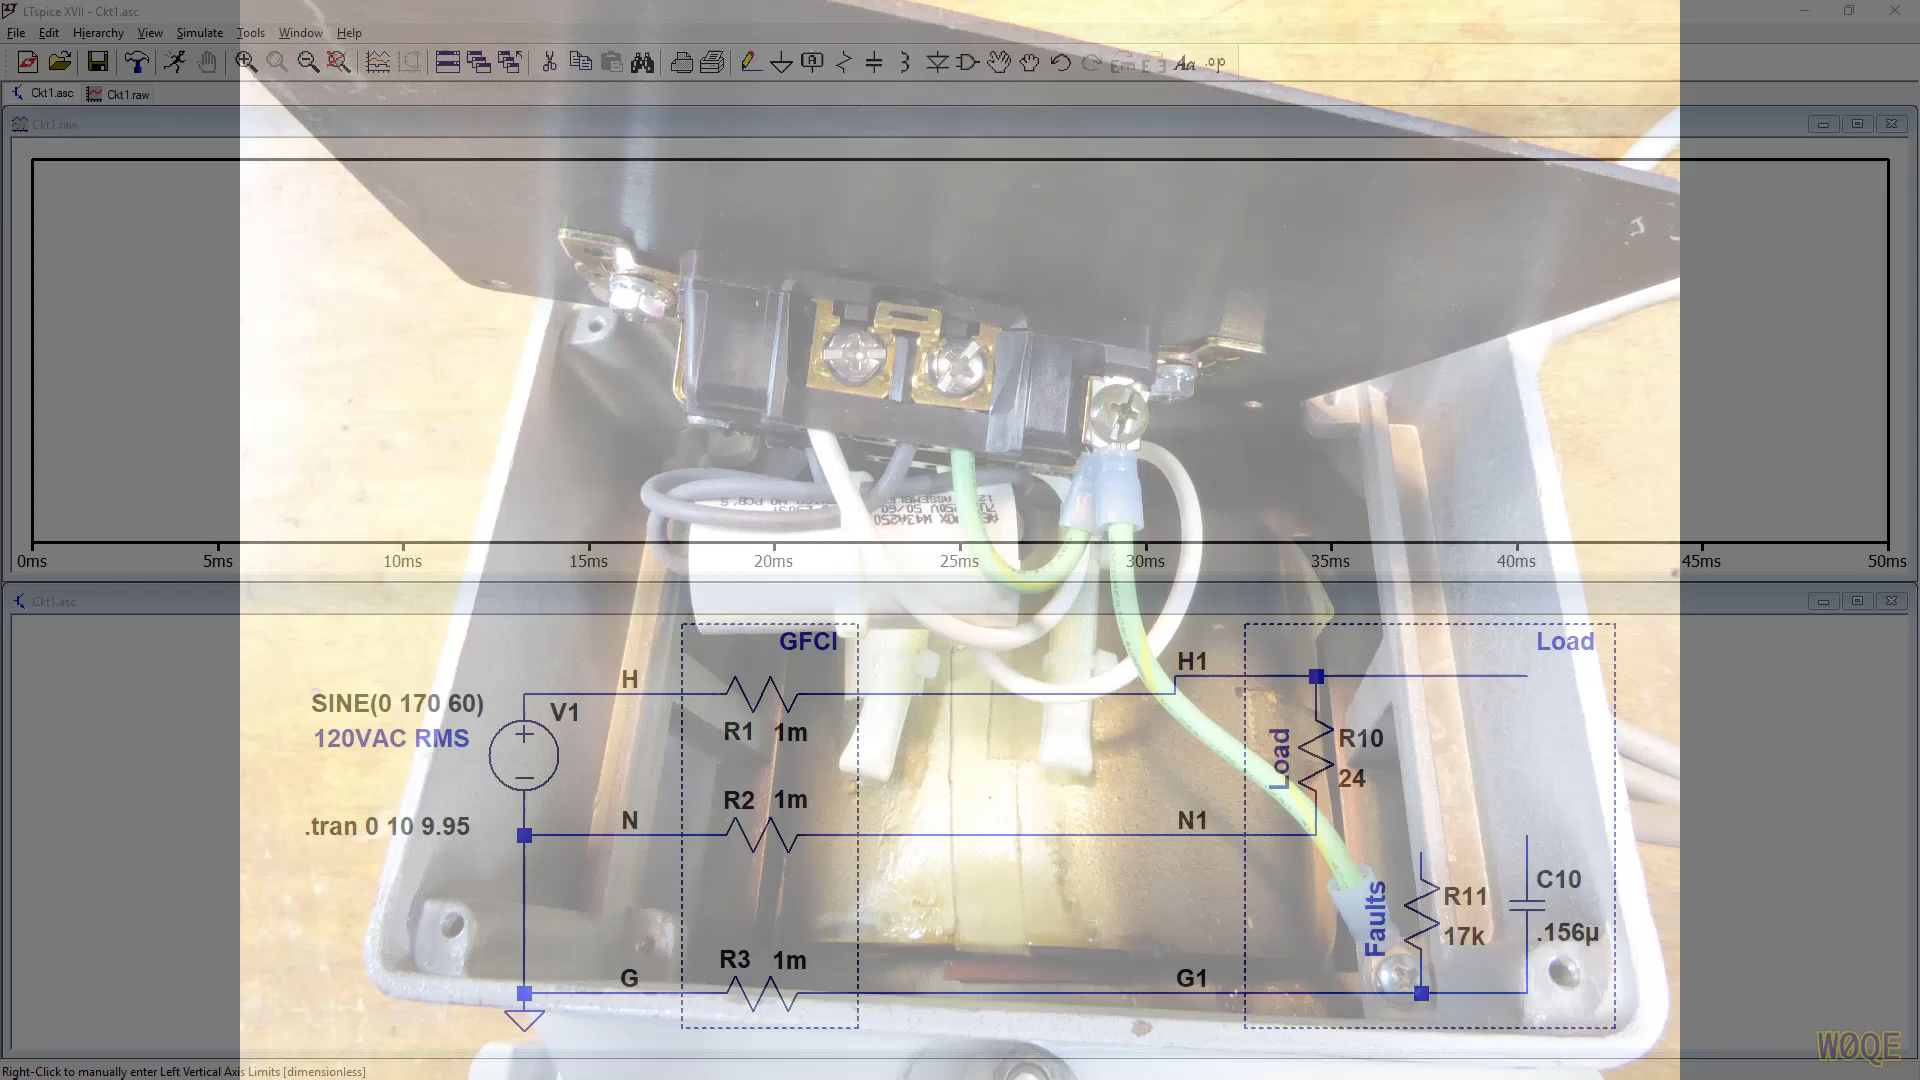 LTspice XVII - Ckt1.asc
File Edit Hierarchy View Simulate Tools Window Help
.op
Ckt1.asc Ckt1.raw
Ckt1.raw
0ms 5ms 10ms 15ms 20ms 25ms 30ms 35ms 40ms 45ms 50ms
Ckt1.asc
GFCI
Load
H
H1
SINE(0 170 60)
V1
120VAC RMS
R1 1m
Load
R10
24
R2 1m
.tran 0 10 9.95
N
N1
Faults
R11
17k
C10
.156µ
R3 1m
G
G1
W0QE
Right-Click to manually enter Left Vertical Axis Limits [dimensionless]